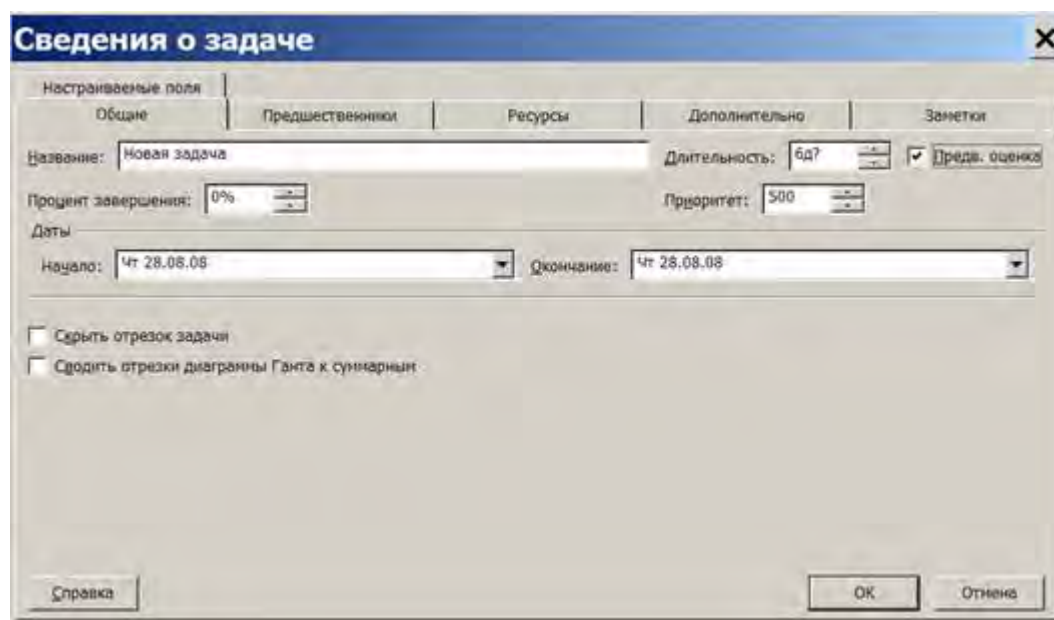 Сведения о задаче
Настраиваемые поля
Общие Предшественники Ресурсы Дополнительно Заметки
Название: Новая задача Длительность: 6д? Предв. оценка
Процент завершения: 0% Приоритет: 500
Даты
Начало: Чт 28.08.08 Окончание: Чт 28.08.08
Скрыть отрезок задачи
Сводить отрезки диаграммы Ганта к суммарным
Справка ОК Отмена